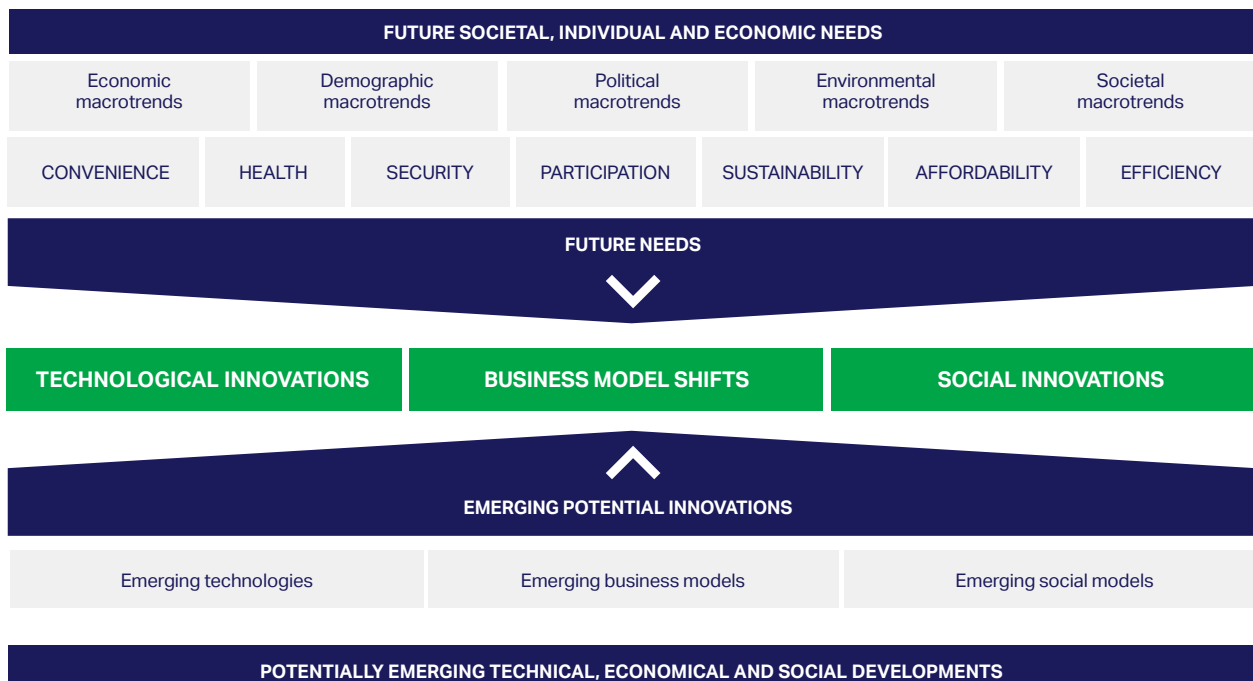 FUTURE SOCIETAL, INDIVIDUAL AND ECONOMIC NEEDS
Economic
macrotrends
Demographic
macrotrends
Political
macrotrends
Environmental
macrotrends
Societal
macrotrends
CONVENIENCE
HEALTH
SECURITY
PARTICIPATION
SUSTAINABILITY
AFFORDABILITY
EFFICIENCY
FUTURE NEEDS
TECHNOLOGICAL INNOVATIONS
BUSINESS MODEL SHIFTS
SOCIAL INNOVATIONS
EMERGING POTENTIAL INNOVATIONS
Emerging technologies
Emerging business models
Emerging social models
POTENTIALLY EMERGING TECHNICAL, ECONOMICAL AND SOCIAL DEVELOPMENTS